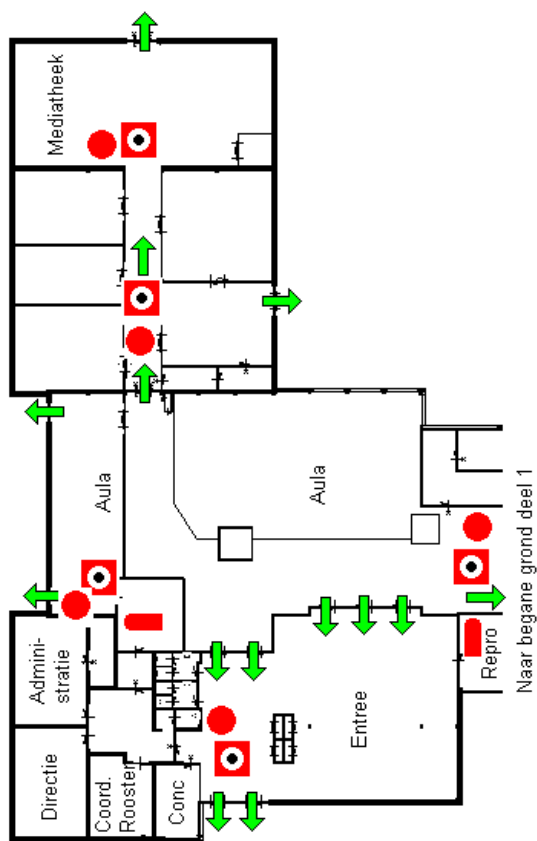 Mediatheek
Aula
Aula
Admini-
stratie
Directie
Coord.
Rooster
Conc
Entree
Repro
Naar begane grond deel 1